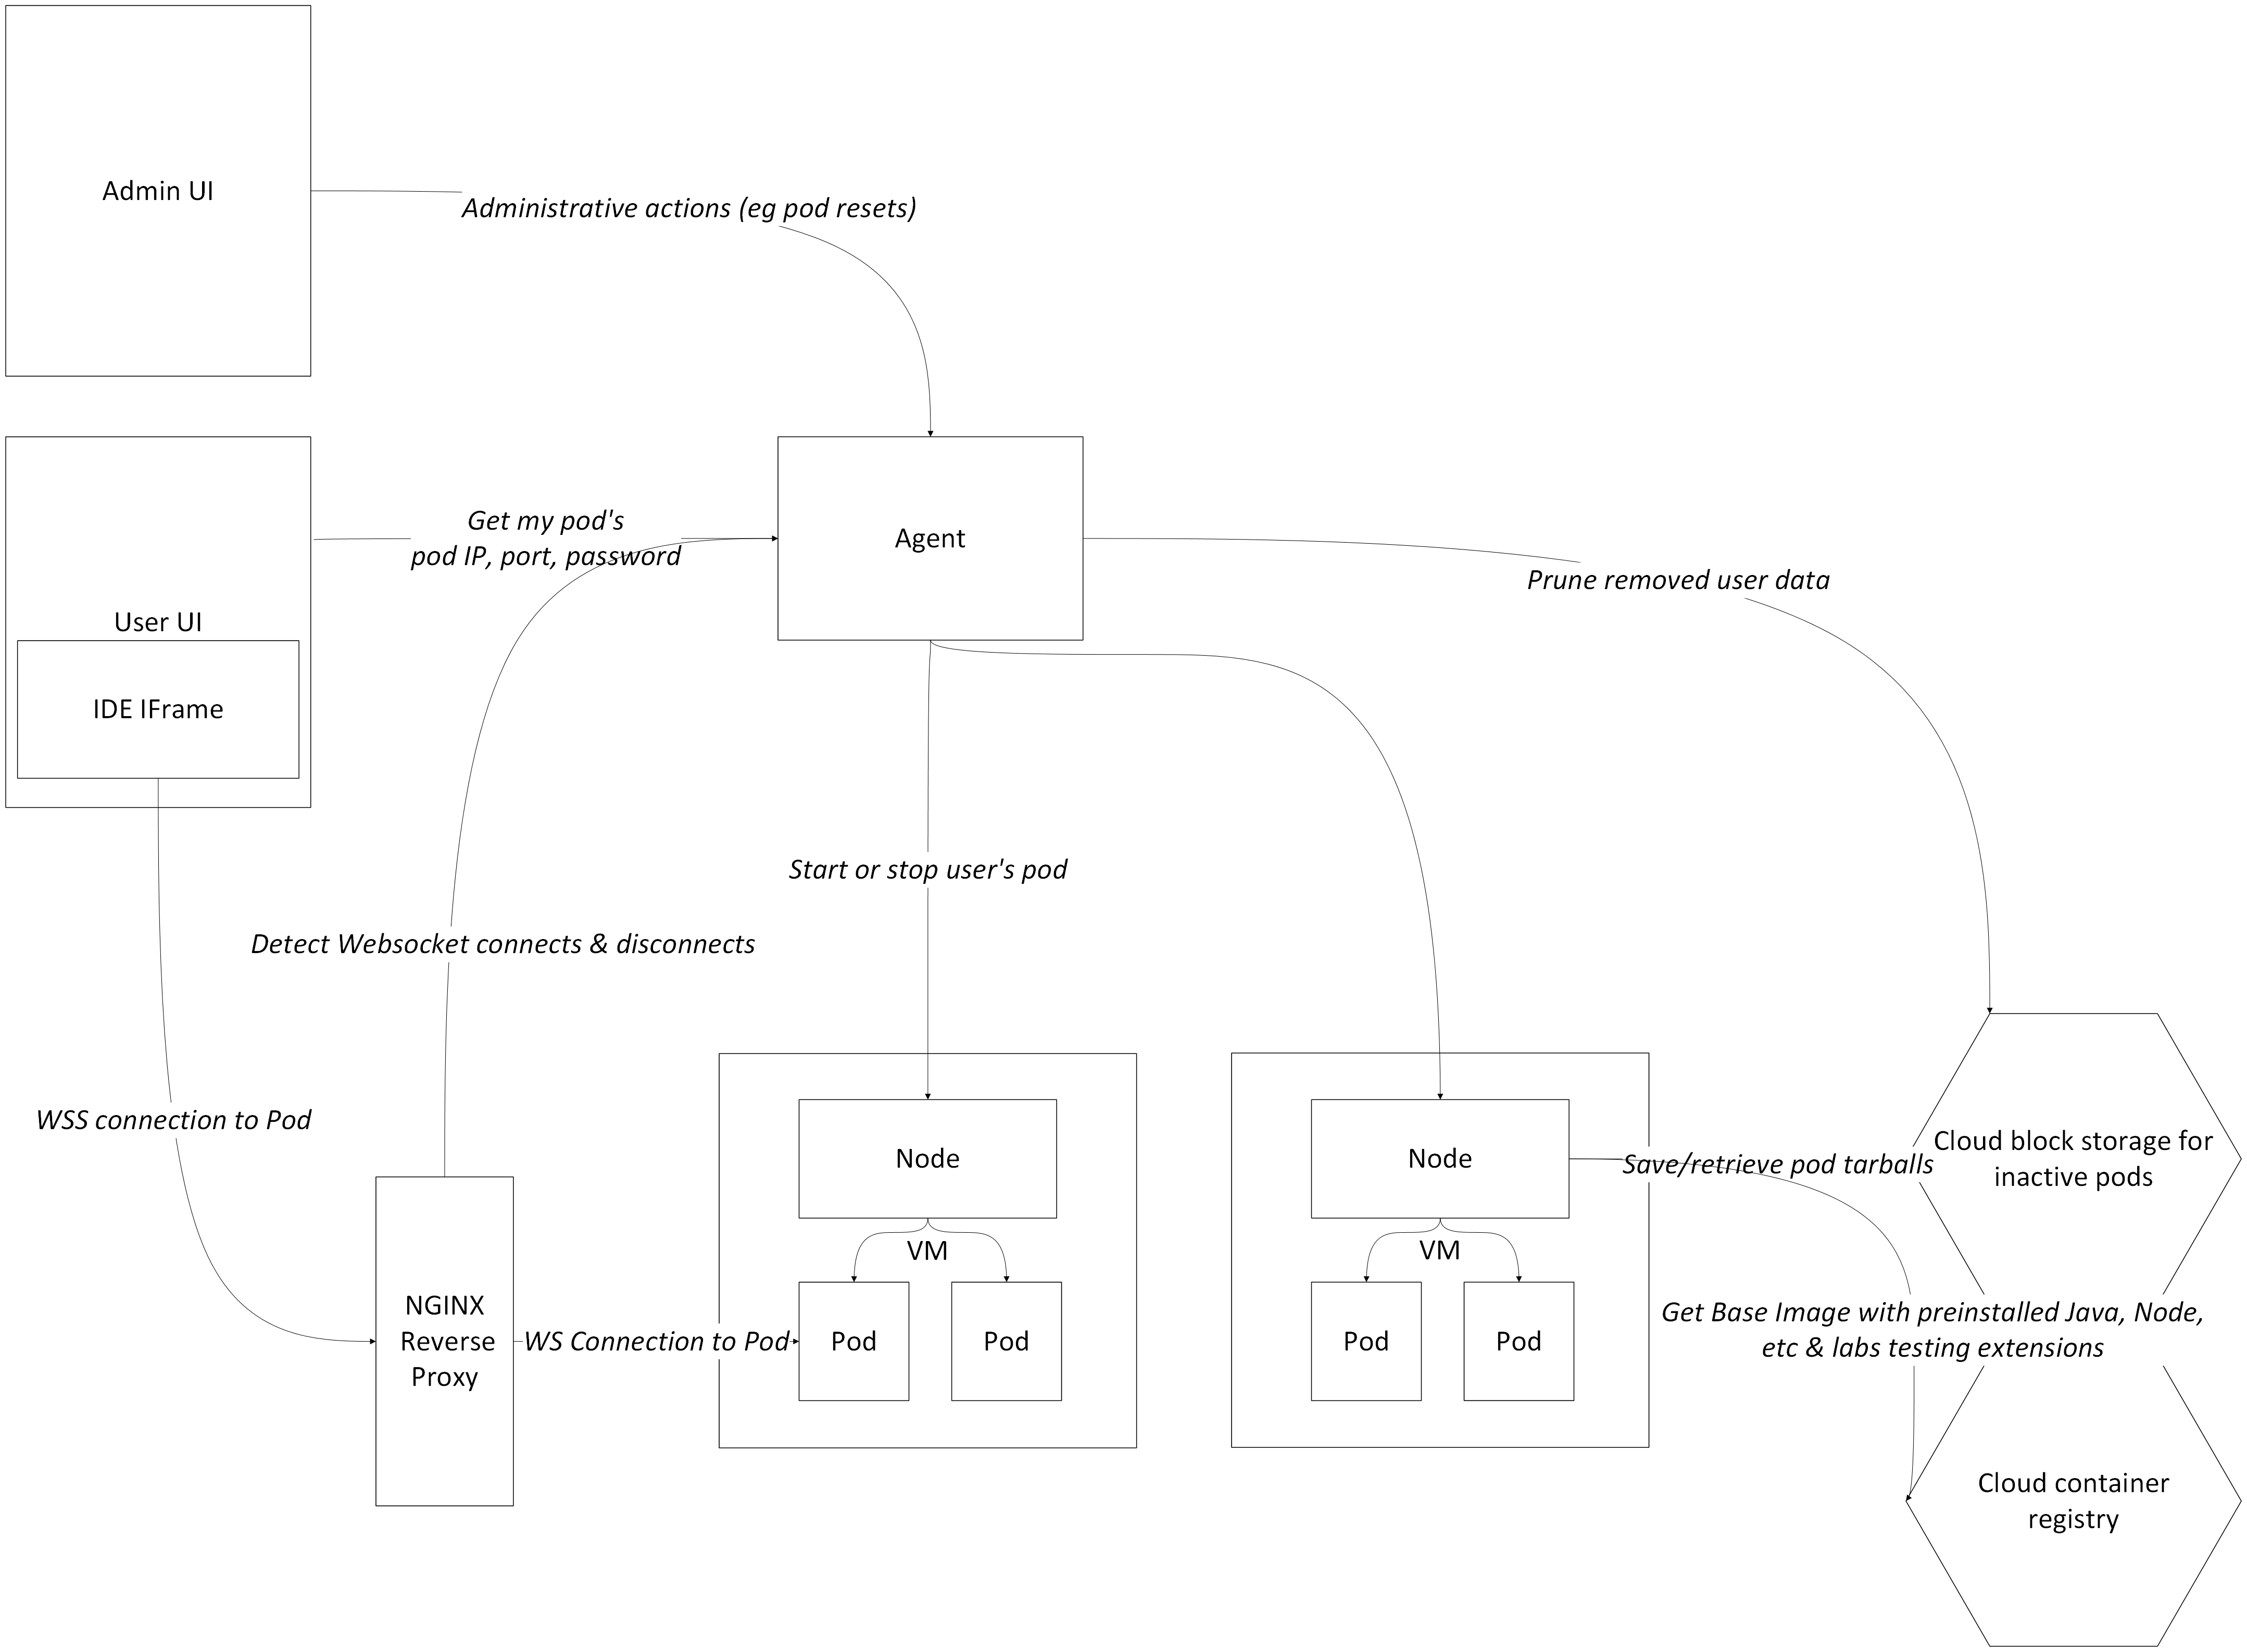 Admin UI
Administrative actions (eg pod resets)
Get my pod's
pod IP, port, password
Agent
Prune removed user data
User UI
IDE IFrame
Start or stop user's pod
Detect Websocket connects & disconnects
WSS connection to Pod
Node
Node
Save/retrieve pod tarballs
Cloud block storage for
inactive pods
VM
VM
NGINX
Reverse
Proxy
WS Connection to Pod
Pod
Pod
Pod
Pod
Get Base Image with preinstalled Java, Node,
etc & labs testing extensions
Cloud container
registry